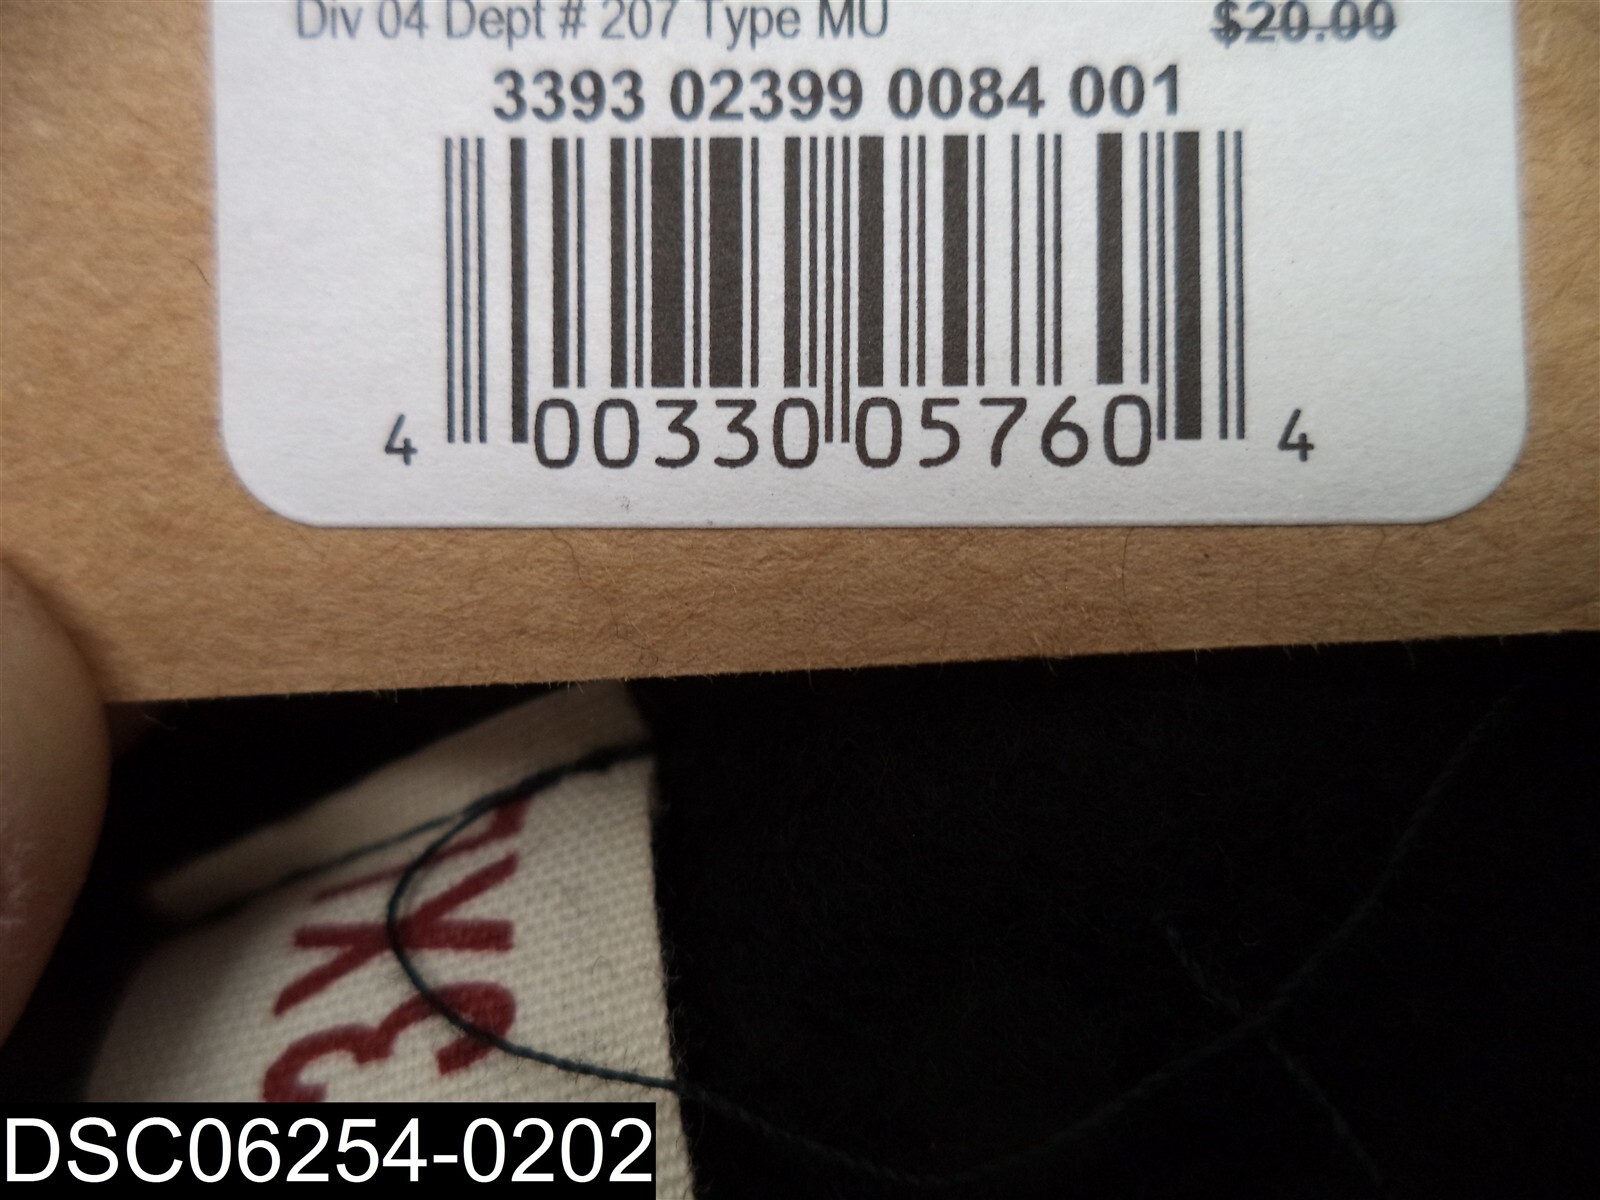 Div 04 Dept # 207 Type MU $20.00
3393 02399 0084 001
4 00330 05760 4
DSC06254-0202